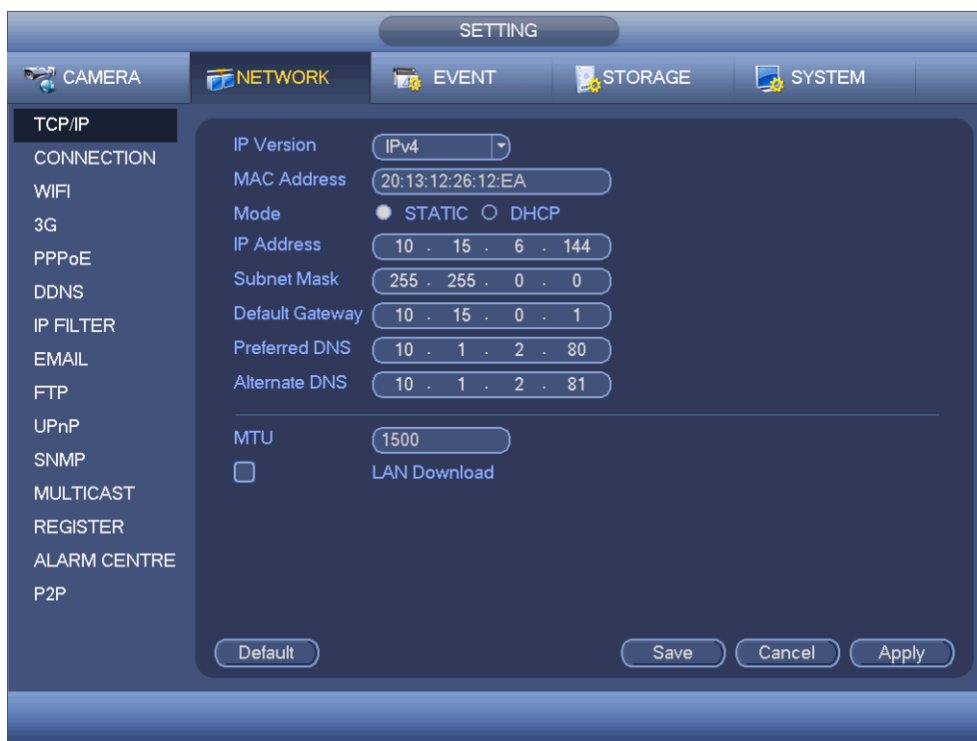 SETTING
CAMERA NETWORK EVENT STORAGE SYSTEM
TCP/IP
CONNECTION
WIFI
3G
PPPoE
DDNS
IP FILTER
EMAIL
FTP
UPnP
SNMP
MULTICAST
REGISTER
ALARM CENTRE
P2P
IP Version IPv4
MAC Address 20:13:12:26:12:EA
Mode STATIC DHCP
IP Address 10 . 15 . 6 . 144
Subnet Mask 255 . 255 . 0 . 0
Default Gateway 10 . 15 . 0 . 1
Preferred DNS 10 . 1 . 2 . 80
Alternate DNS 10 . 1 . 2 . 81
MTU 1500
LAN Download
Default Save Cancel Apply